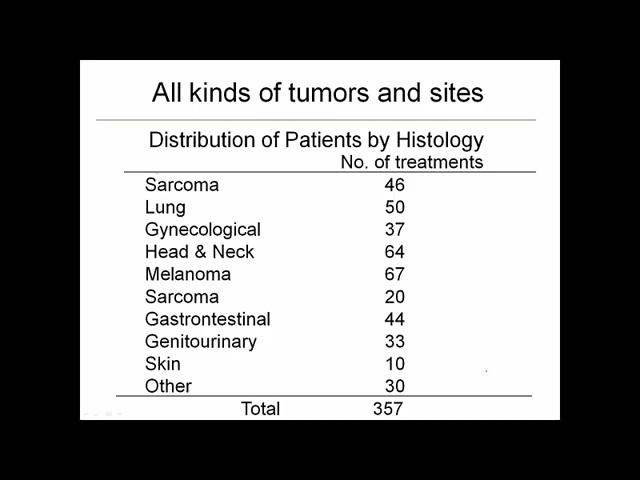 All kinds of tumors and sites
Distribution of Patients by Histology
No. of treatments
Sarcoma 46
Lung 50
Gynecological 37
Head & Neck 64
Melanoma 67
Sarcoma 20
Gastrontestinal 44
Genitourinary 33
Skin 10
Other 30
Total 357